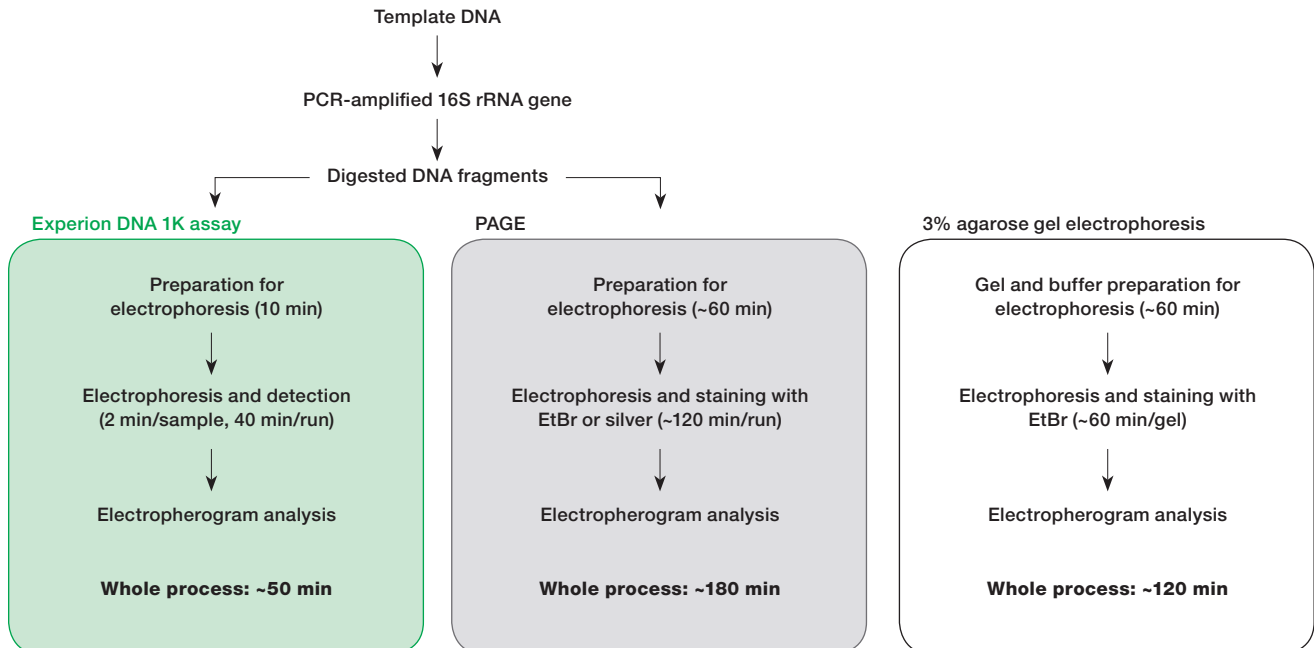 Template DNA
PCR-amplified 16S rRNA gene
Digested DNA fragments
Experion DNA 1K assay
Preparation for
electrophoresis (10 min)
Electrophoresis and detection
(2 min/sample, 40 min/run)
Electropherogram analysis
Whole process: ~50 min
PAGE
Preparation for
electrophoresis (~60 min)
Electrophoresis and staining with
EtBr or silver (~120 min/run)
Electropherogram analysis
Whole process: ~180 min
3% agarose gel electrophoresis
Gel and buffer preparation for
electrophoresis (~60 min)
Electrophoresis and staining with
EtBr (~60 min/gel)
Electropherogram analysis
Whole process: ~120 min